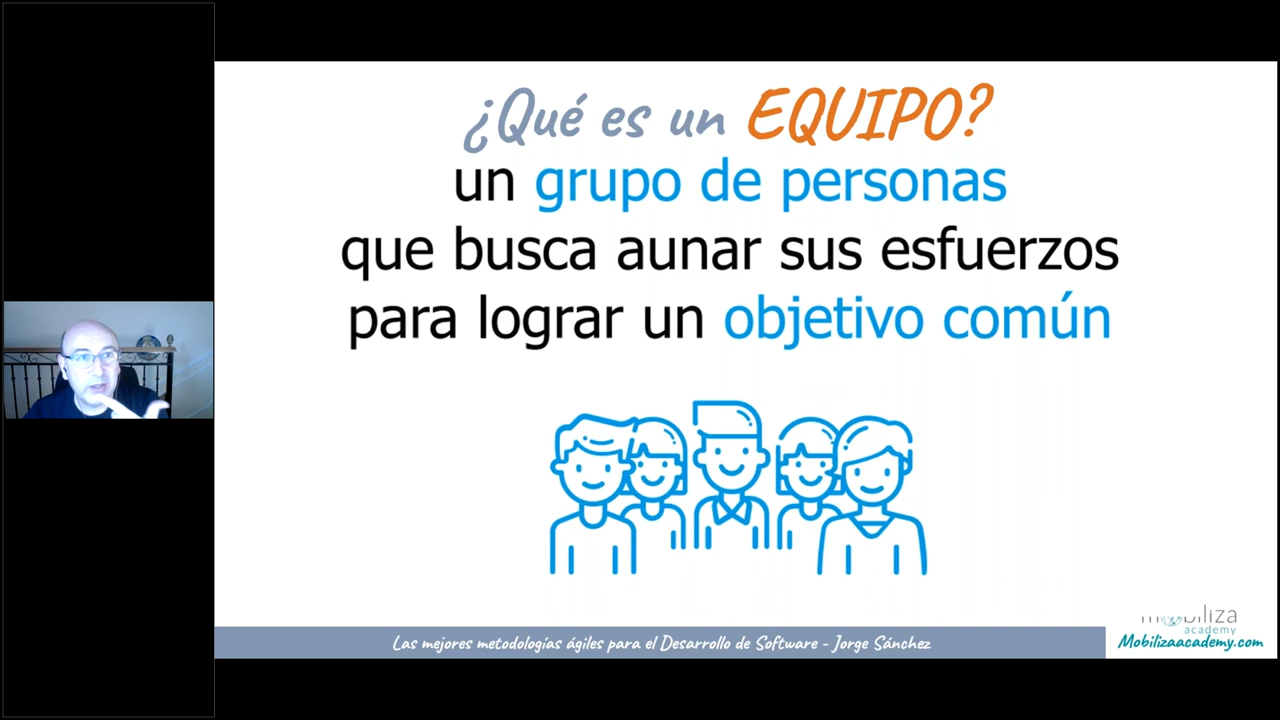 ¿Qué es un EQUIPO?
un grupo de personas
que busca aunar sus esfuerzos
para lograr un objetivo común
mobiliza
academy
Las mejores metodologías ágiles para el Desarrollo de Software - Jorge Sánchez
Mobilizaacademy.com